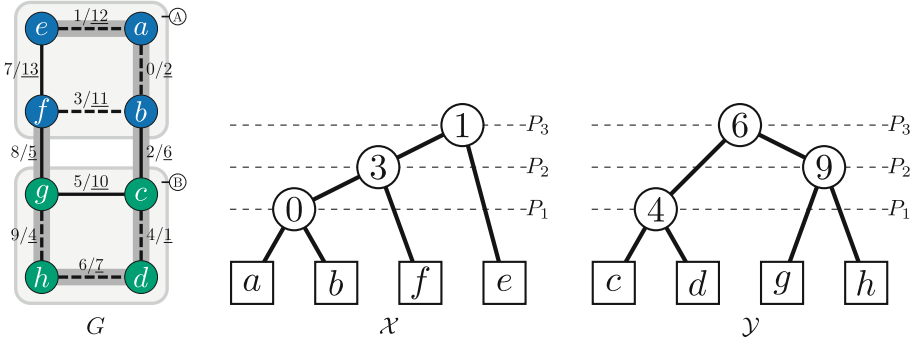 e 1/12 a A
7/13 0/2
f 3/11 b
8/5 2/6
g 5/10 c B
9/4 4/1
h 6/7 d
G
1 P3
3 P2
0 P1
a b f e
𝒳
6 P3
9 P2
4 P1
c d g h
𝒴